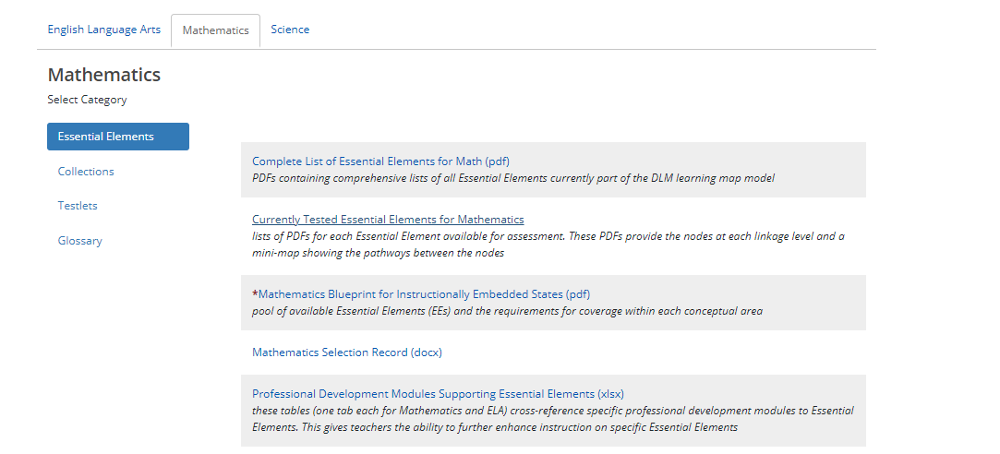 English Language Arts
Mathematics
Science
Mathematics
Select Category
Essential Elements
Collections
Testlets
Glossary
Complete List of Essential Elements for Math (pdf)
PDFs containing comprehensive lists of all Essential Elements currently part of the DLM learning map model
Currently Tested Essential Elements for Mathematics
lists of PDFs for each Essential Element available for assessment. These PDFs provide the nodes at each linkage level and a
mini-map showing the pathways between the nodes
*Mathematics Blueprint for Instructionally Embedded States (pdf)
pool of available Essential Elements (EEs) and the requirements for coverage within each conceptual area
Mathematics Selection Record (docx)
Professional Development Modules Supporting Essential Elements (xlsx)
these tables (one tab each for Mathematics and ELA) cross-reference specific professional development modules to Essential
Elements. This gives teachers the ability to further enhance instruction on specific Essential Elements